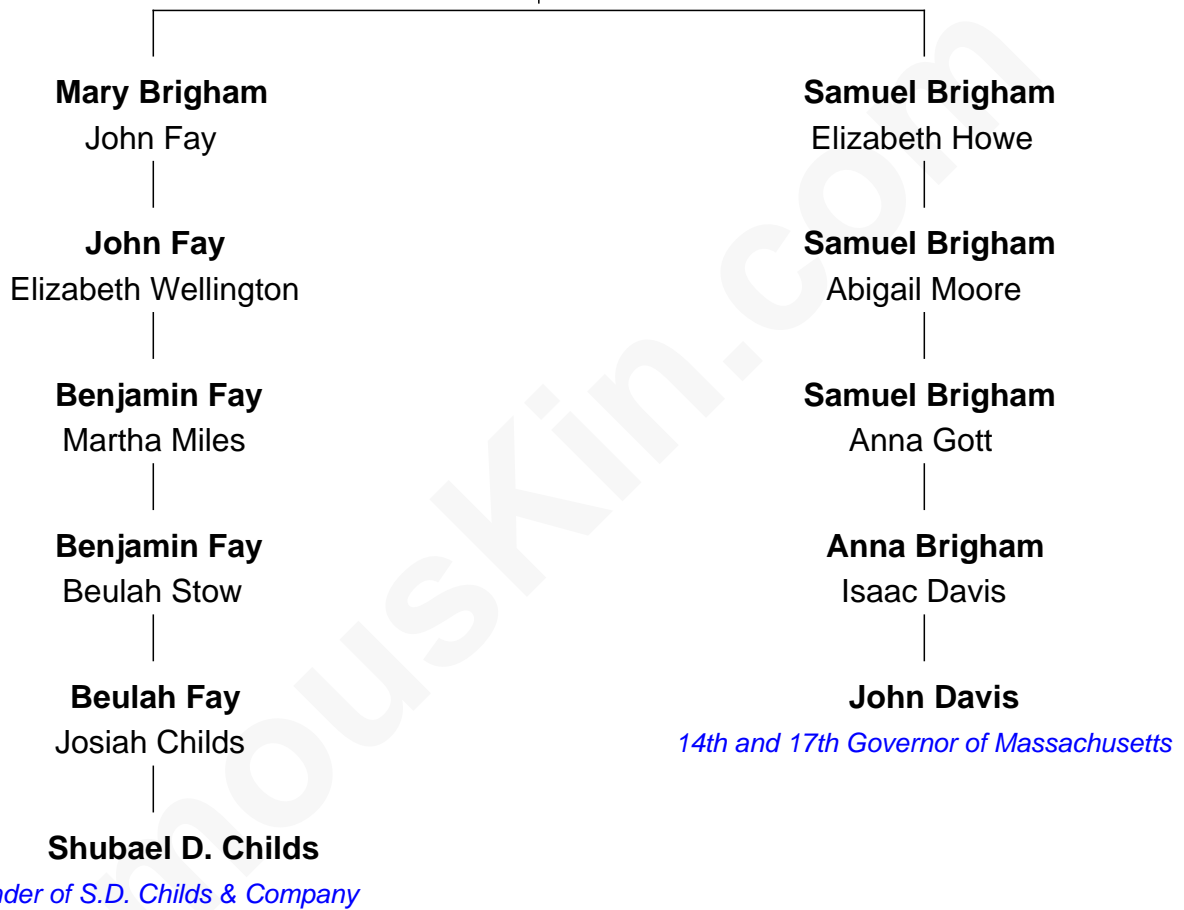 Mary Brigham
John Fay
Samuel Brigham
Elizabeth Howe
John Fay
Elizabeth Wellington
Samuel Brigham
Abigail Moore
Benjamin Fay
Martha Miles
Samuel Brigham
Anna Gott
Benjamin Fay
Beulah Stow
Anna Brigham
Isaac Davis
Beulah Fay
Josiah Childs
John Davis
14th and 17th Governor of Massachusetts
Shubael D. Childs
nder of S.D. Childs & Company
mousKin.com